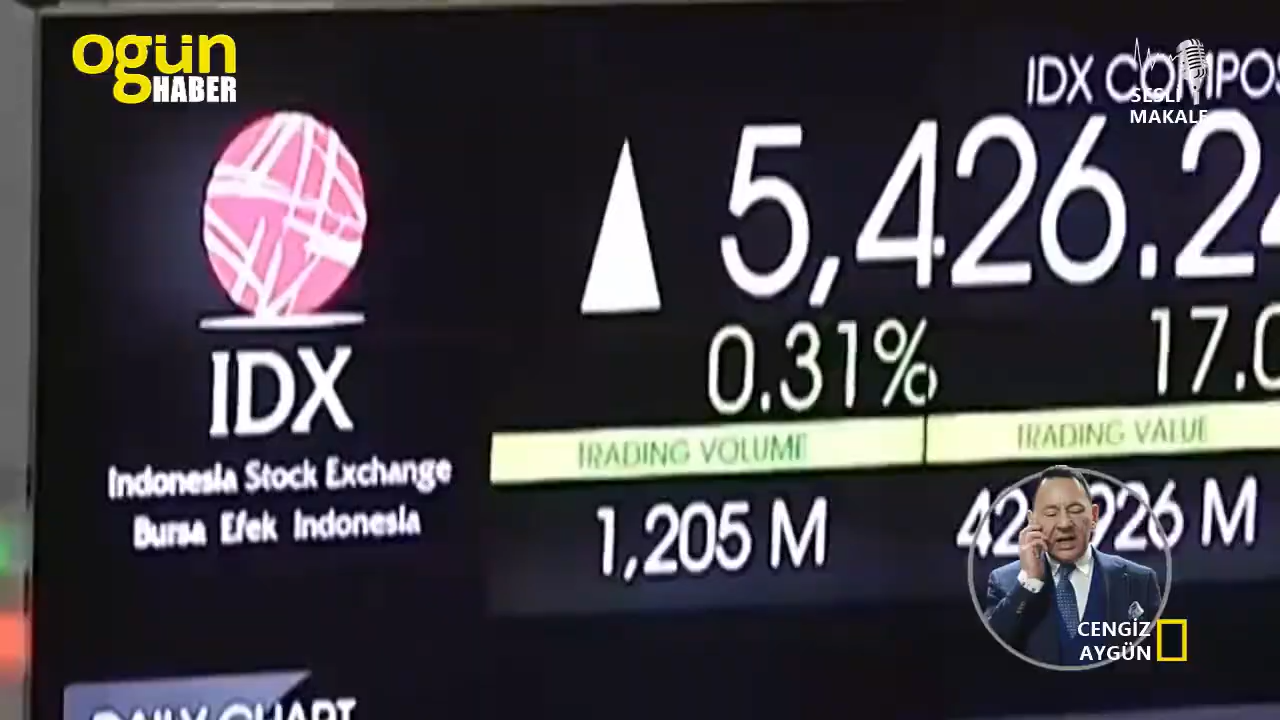 ogün
HABER
IDX COMPOS
SESLİ
MAKALE
5,426.24
0.31%
17.0
IDX
Indonesia Stock Exchange
Bursa Efek Indonesia
TRADING VOLUME
TRADING VALUE
1,205 M
926 M
CENGİZ
AYGÜN
DAILY CHART